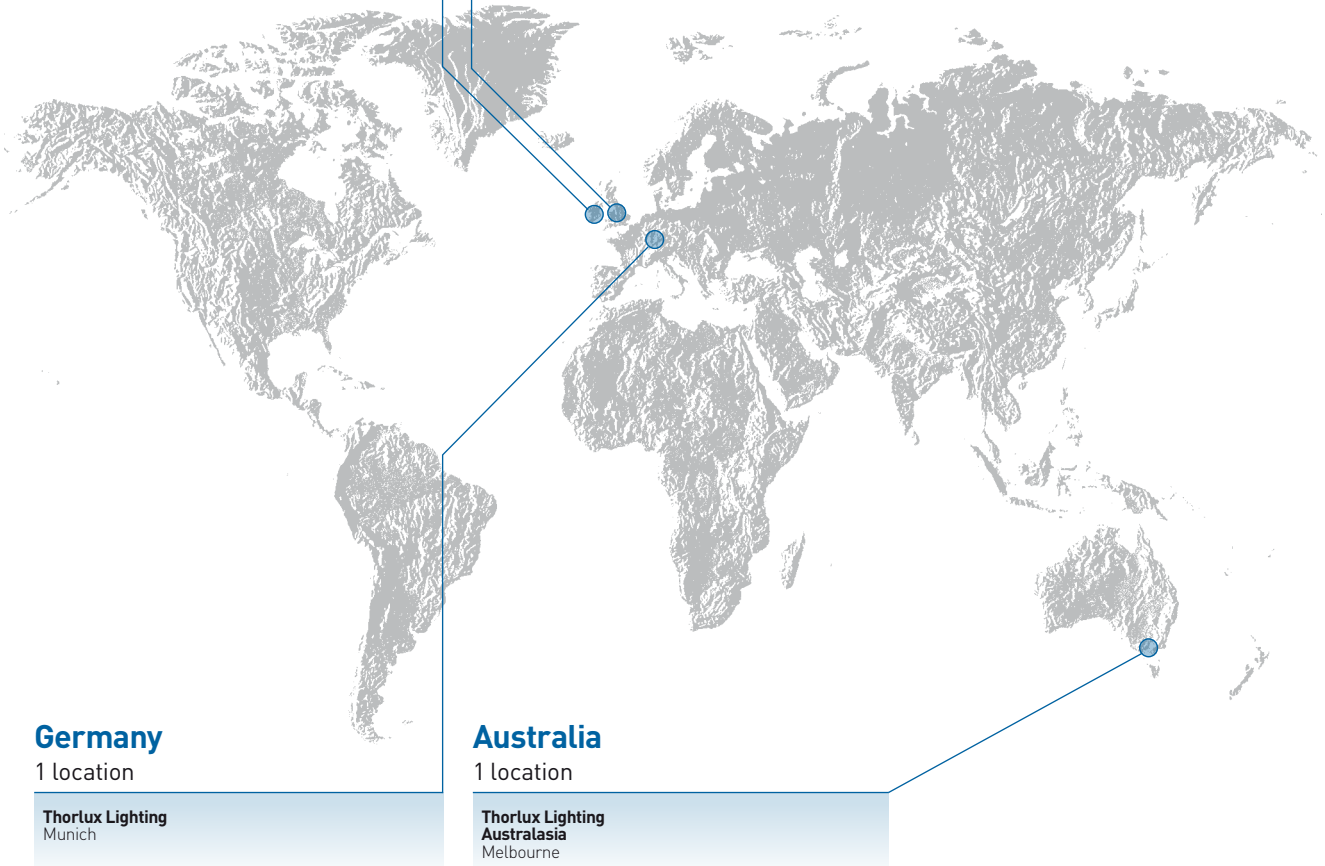 Germany
1 location
Thorlux Lighting
Munich
Australia
1 location
Thorlux Lighting
Australasia
Melbourne